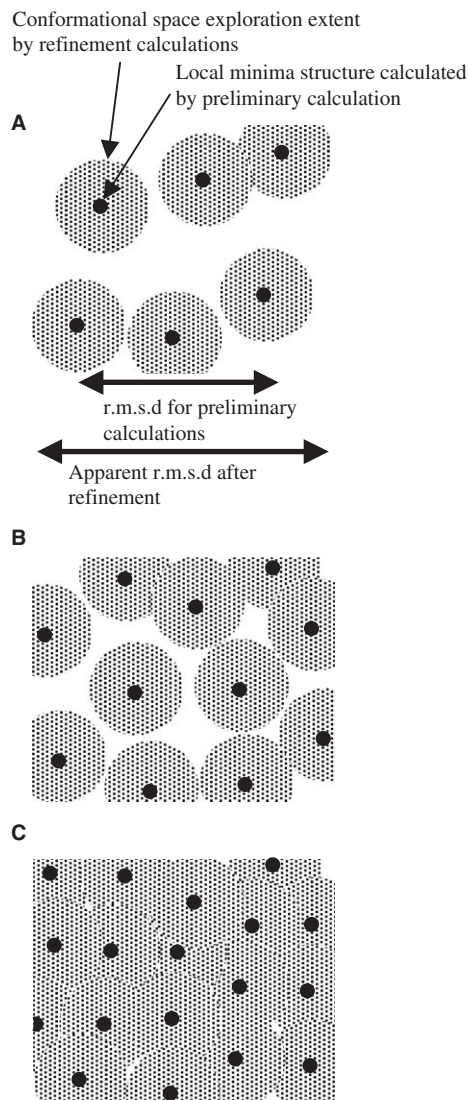 Conformational space exploration extent
by refinement calculations
Local minima structure calculated
by preliminary calculation
A
r.m.s.d for preliminary
calculations
Apparent r.m.s.d after
refinement
B
C